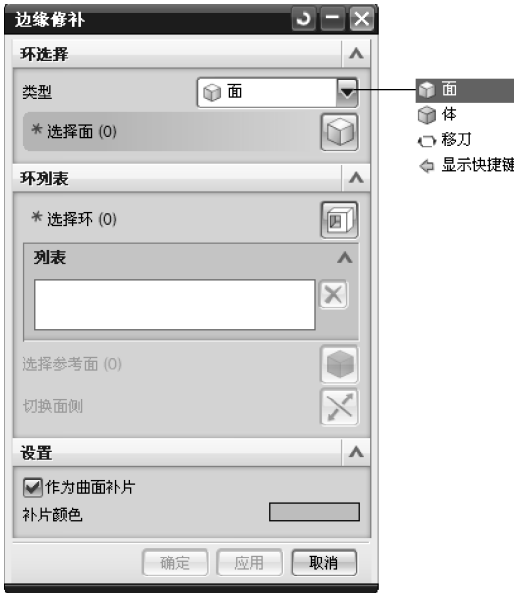 边缘修补
环选择
类型
面
* 选择面 (0)
面
体
移刀
显示快捷键
环列表
* 选择环 (0)
列表
选择参考面 (0)
切换面侧
设置
作为曲面补片
补片颜色
确定 应用 取消